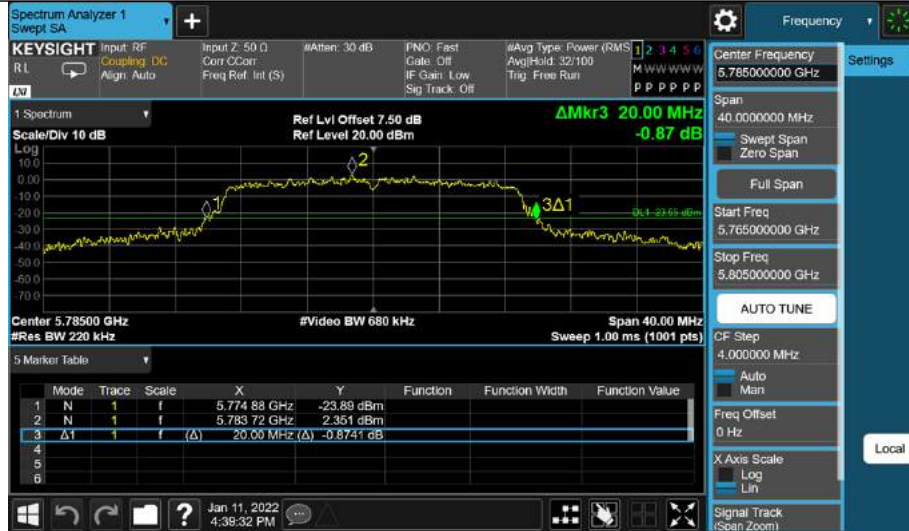 Spectrum Analyzer 1
Swept SA
+
Frequency
KEYSIGHT
RL
LXI
Input: RF
Coupling: DC
Align: Auto
Input Z: 50 Ω
Corr CCorr
Freq Ref: Int (S)
#Atten: 30 dB
PNO: Fast
Gate: Off
IF Gain: Low
Sig Track: Off
#Avg Type: Power (RMS
Avg|Hold: 32/100
Trig: Free Run
1 2 3 4 5 6
M W W W W W
P P P P P P
1 Spectrum
Scale/Div 10 dB
Ref Lvl Offset 7.50 dB
Ref Level 20.00 dBm
ΔMkr3 20.00 MHz
-0.87 dB
Log
10.0
0.00
-10.0
-20.0
-30.0
-40.0
-50.0
-60.0
-70.0
1
2
3Δ1
DL1 -23.65 dBm
Center 5.78500 GHz
#Res BW 220 kHz
#Video BW 680 kHz
Span 40.00 MHz
Sweep 1.00 ms (1001 pts)
5 Marker Table
Mode Trace Scale X Y Function Function Width Function Value
1 N 1 f 5.774 88 GHz -23.89 dBm
2 N 1 f 5.783 72 GHz 2.351 dBm
3 Δ1 1 f (Δ) 20.00 MHz (Δ) -0.8741 dB
4
5
6
?
Jan 11, 2022
4:39:32 PM
Center Frequency
5.785000000 GHz
Span
40.0000000 MHz
Swept Span
Zero Span
Full Span
Start Freq
5.765000000 GHz
Stop Freq
5.805000000 GHz
AUTO TUNE
CF Step
4.000000 MHz
Auto
Man
Freq Offset
0 Hz
X Axis Scale
Log
Lin
Signal Track
(Span Zoom)
Settings
Local